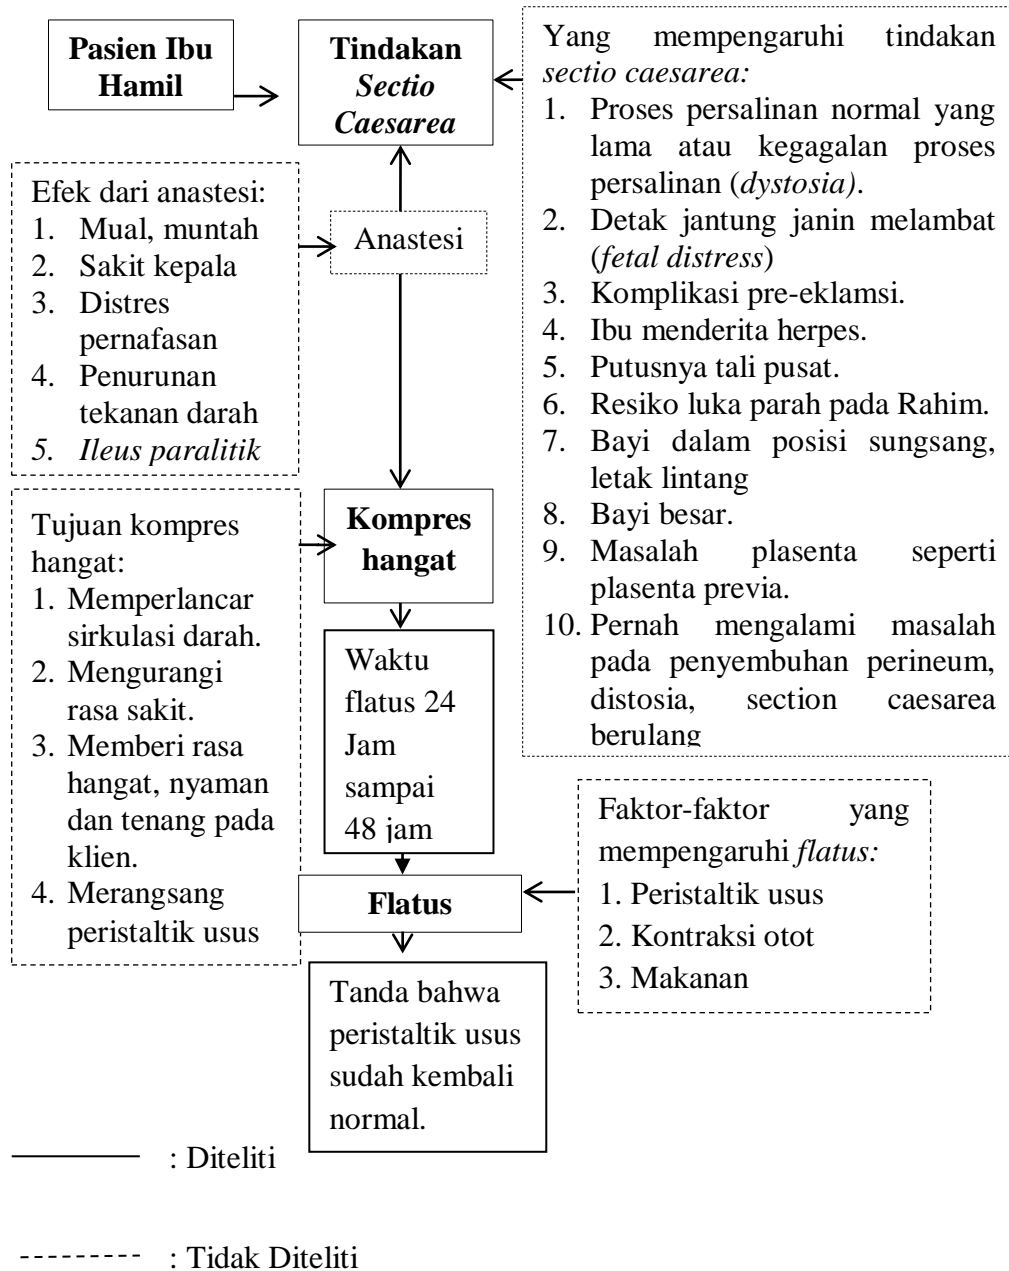 Pasien Ibu
Hamil
Tindakan
Sectio
Caesarea
Yang mempengaruhi tindakan
sectio caesarea:
1. Proses persalinan normal yang
lama atau kegagalan proses
persalinan (dystosia).
2. Detak jantung janin melambat
(fetal distress)
3. Komplikasi pre-eklamsi.
4. Ibu menderita herpes.
5. Putusnya tali pusat.
6. Resiko luka parah pada Rahim.
7. Bayi dalam posisi sungsang,
letak lintang
8. Bayi besar.
9. Masalah plasenta seperti
plasenta previa.
10. Pernah mengalami masalah
pada penyembuhan perineum,
distosia, section caesarea
berulang
Efek dari anastesi:
1. Mual, muntah
2. Sakit kepala
3. Distres
pernafasan
4. Penurunan
tekanan darah
5. Ileus paralitik
Anastesi
Tujuan kompres
hangat:
1. Memperlancar
sirkulasi darah.
2. Mengurangi
rasa sakit.
3. Memberi rasa
hangat, nyaman
dan tenang pada
klien.
4. Merangsang
peristaltik usus
Kompres
hangat
Waktu
flatus 24
Jam
sampai
48 jam
Flatus
Faktor-faktor yang
mempengaruhi flatus:
1. Peristaltik usus
2. Kontraksi otot
3. Makanan
Tanda bahwa
peristaltik usus
sudah kembali
normal.
: Diteliti
: Tidak Diteliti